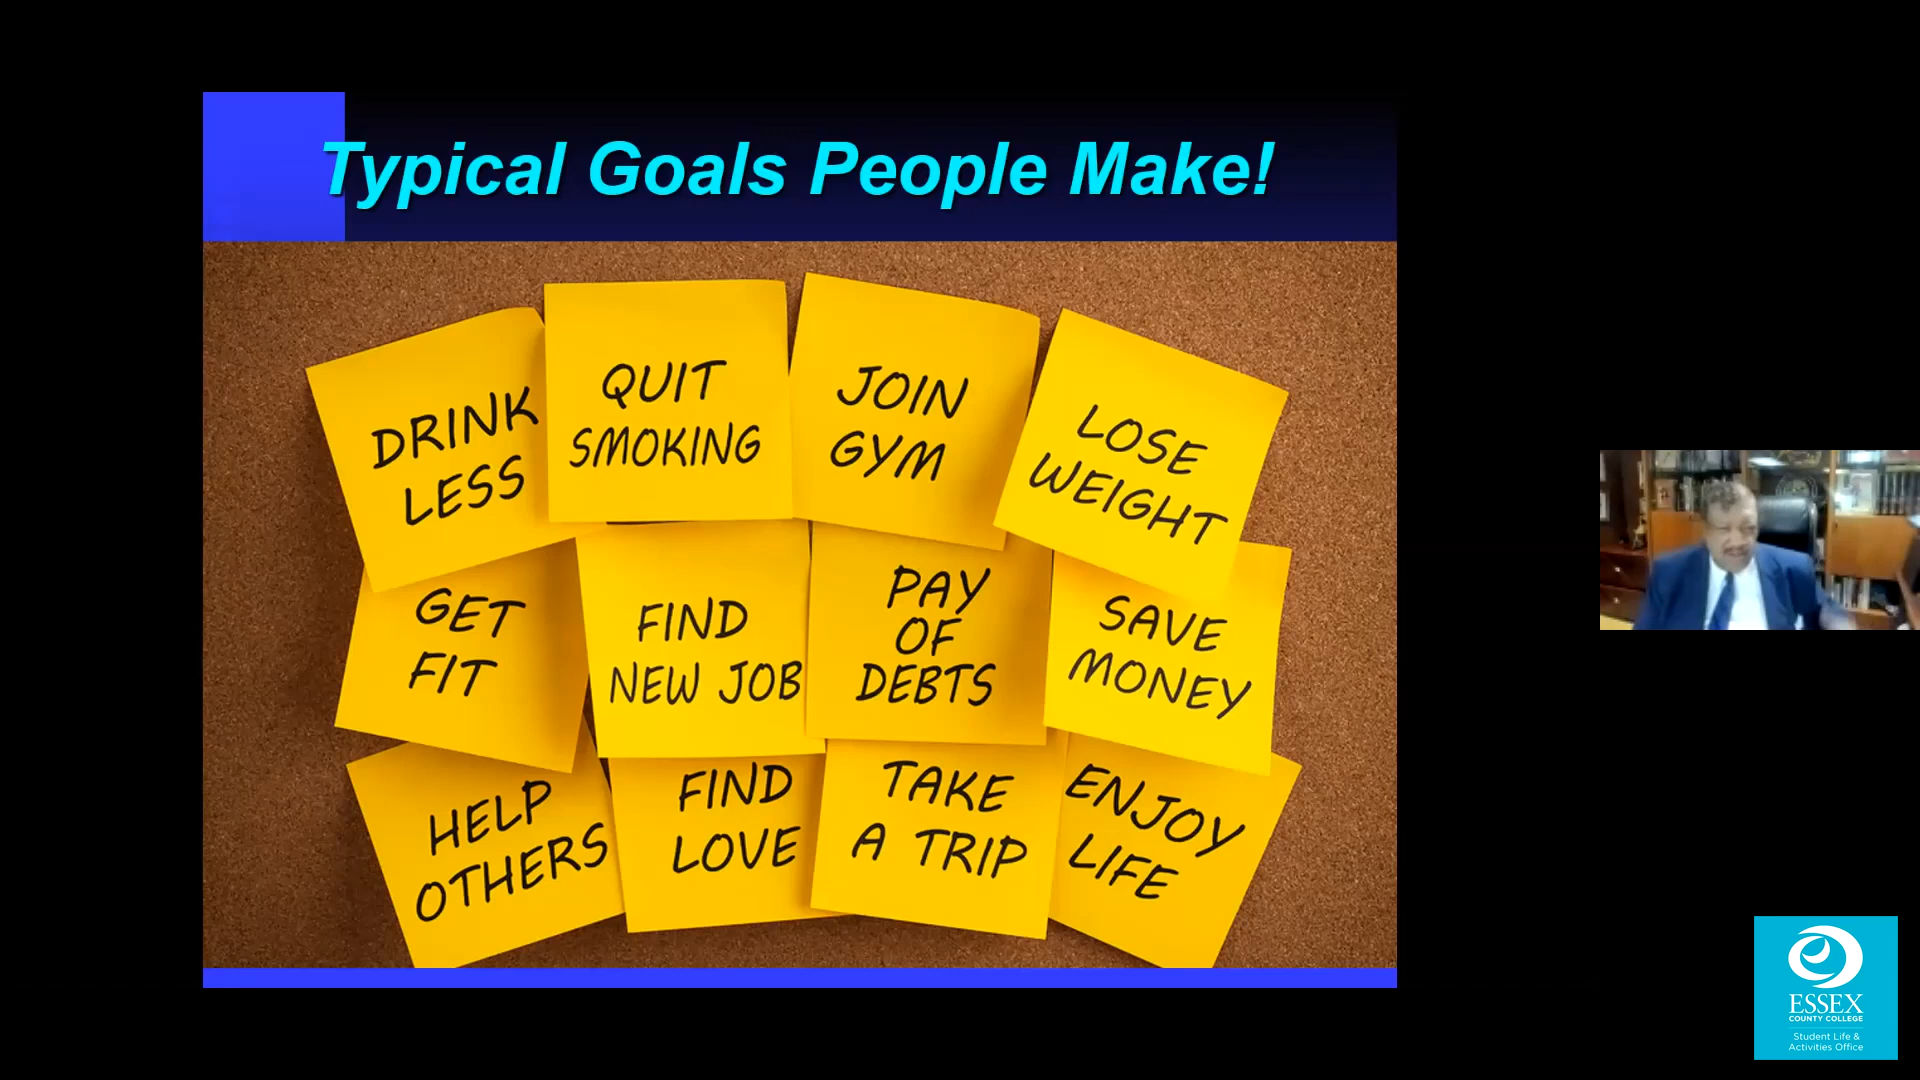 Typical Goals People Make!
DRINK
LESS
QUIT
SMOKING
JOIN
GYM
LOSE
WEIGHT
GET
FIT
FIND
NEW JOB
PAY
OF
DEBTS
SAVE
MONEY
HELP
OTHERS
FIND
LOVE
TAKE
A TRIP
ENJOY
LIFE
ESSEX
COUNTY COLLEGE
Student Life &
Activities Office